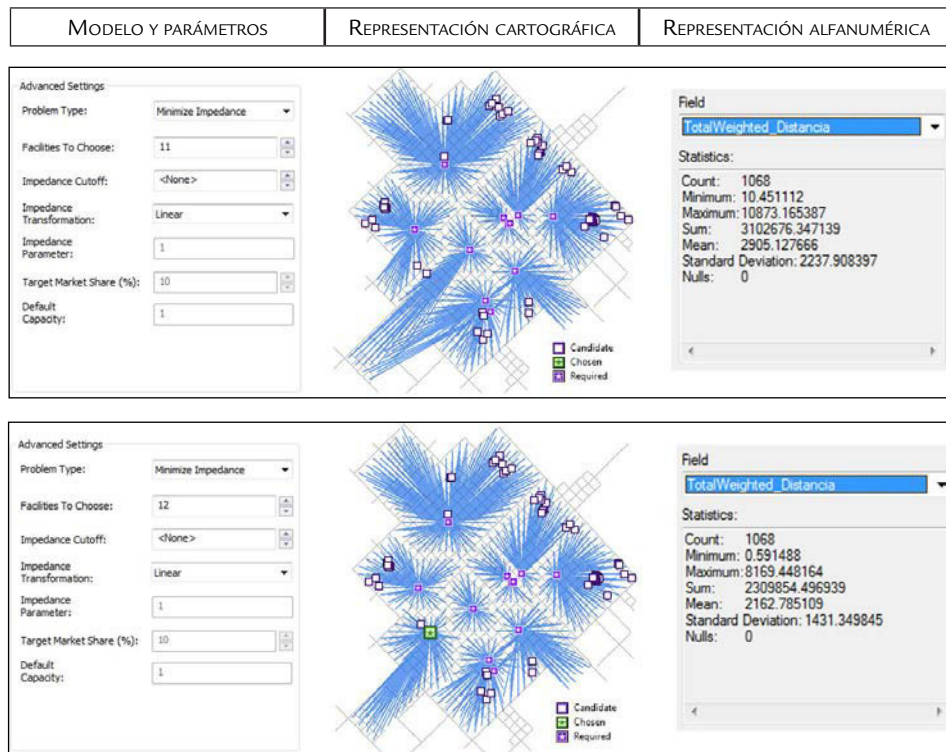 MODELO Y PARÁMETROS
REPRESENTACIÓN CARTOGRÁFICA
REPRESENTACIÓN ALFANUMÉRICA
Advanced Settings
Problem Type: Minimize Impedance
Facilities To Choose: 11
Impedance Cutoff: <None>
Impedance
Transformation: Linear
Impedance
Parameter: 1
Target Market Share (%): 10
Default
Capacity: 1
Candidate
Chosen
Required
Field
TotalWeighted_Distancia
Statistics:
Count: 1068
Minimum: 10.451112
Maximum: 10873.165387
Sum: 3102676.347139
Mean: 2905.127666
Standard Deviation: 2237.908397
Nulls: 0
Advanced Settings
Problem Type: Minimize Impedance
Facilities To Choose: 12
Impedance Cutoff: <None>
Impedance
Transformation: Linear
Impedance
Parameter: 1
Target Market Share (%): 10
Default
Capacity: 1
Candidate
Chosen
Required
Field
TotalWeighted_Distancia
Statistics:
Count: 1068
Minimum: 0.591488
Maximum: 8169.448164
Sum: 2309854.496939
Mean: 2162.785109
Standard Deviation: 1431.349845
Nulls: 0